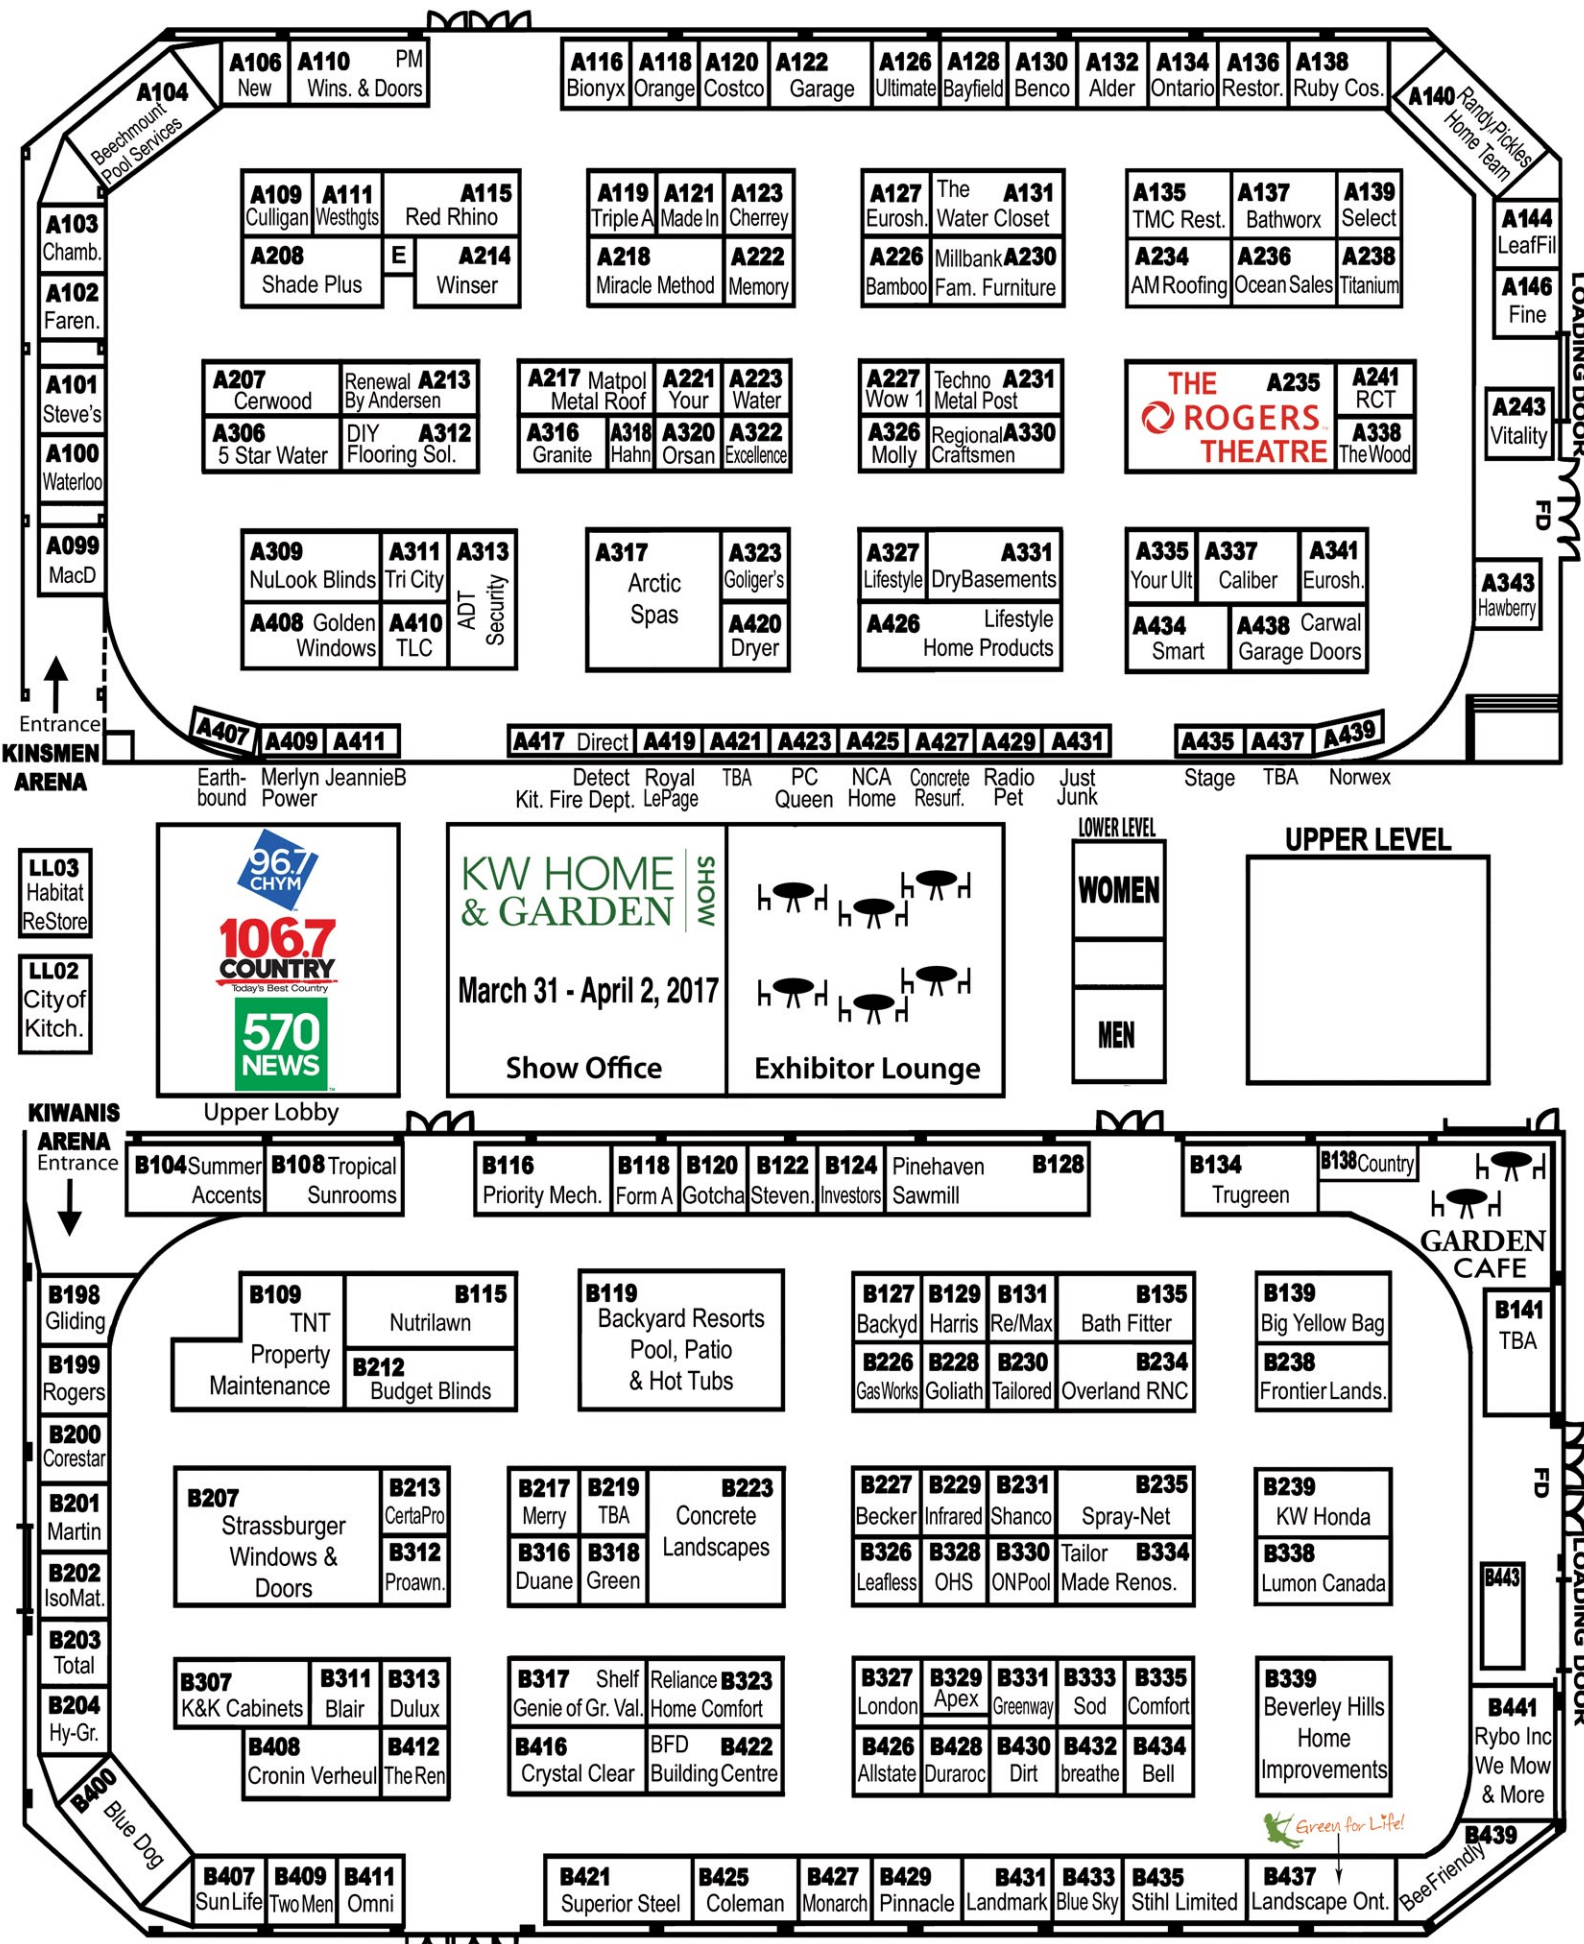 A106
New
A110 PM
Wins. & Doors
A116
Bionyx
A118
Orange
A120
Costco
A122
Garage
A126
Ultimate
A128
Bayfield
A130
Benco
A132
Alder
A134
Ontario
A136
Restor.
A138
Ruby Cos.
A104
Beechmount
Pool Services
A140
Randy Pickles
Home Team
A103
Chamb.
A102
Faren.
A101
Steve's
A100
Waterloo
A099
MacD
A109
Culligan
A111
Westhgts
A115
Red Rhino
A208
Shade Plus
E
A214
Winser
A119
Triple A
A121
Made In
A123
Cherrey
A218
Miracle Method
A222
Memory
A127
Eurosh.
The A131
Water Closet
A226
Bamboo
Millbank A230
Fam. Furniture
A135
TMC Rest.
A137
Bathworx
A139
Select
A234
AM Roofing
A236
Ocean Sales
A238
Titanium
A144
LeafFil
A146
Fine
LOADING DOOR
A207
Cerwood
Renewal A213
By Andersen
A306
5 Star Water
DIY A312
Flooring Sol.
A217 Matpol
Metal Roof
A221
Your
A223
Water
A316
Granite
A318
Hahn
A320
Orsan
A322
Excellence
A227
Wow 1
Techno A231
Metal Post
A326
Molly
Regional A330
Craftsmen
THE A235
ROGERS
THEATRE
A241
RCT
A338
The Wood
A243
Vitality
FD
A309
NuLook Blinds
A311
Tri City
A313
ADT
Security
A408 Golden
Windows
A410
TLC
A317
Arctic
Spas
A323
Goliger's
A420
Dryer
A327
Lifestyle
A331
DryBasements
A426 Lifestyle
Home Products
A335
Your Ult
A337
Caliber
A341
Eurosh.
A434
Smart
A438 Carwal
Garage Doors
A343
Hawberry
Entrance
KINSMEN
ARENA
A407
Earth-
bound
A409
Merlyn
Power
A411
JeannieB
A417 Direct
Detect
Kit. Fire Dept.
A419
Royal
LePage
A421
TBA
A423
PC
Queen
A425
NCA
Home
A427
Concrete
Resurf.
A429
Radio
Pet
A431
Just
Junk
A435
Stage
A437
TBA
A439
Norwex
LL03
Habitat
ReStore
LL02
City of
Kitch.
96.7
CHYM
106.7
COUNTRY
Today's Best Country
570
NEWS
Upper Lobby
KW HOME
& GARDEN
SHOW
March 31 - April 2, 2017
Show Office
Exhibitor Lounge
LOWER LEVEL
WOMEN
MEN
UPPER LEVEL
KIWANIS
ARENA
Entrance
B104 Summer
Accents
B108 Tropical
Sunrooms
B116
Priority Mech.
B118
Form A
B120
Gotcha
B122
Steven.
B124
Investors
Pinehaven B128
Sawmill
B134
Trugreen
B138 Country
GARDEN
CAFE
B198
Gliding
B199
Rogers
B200
Corestar
B201
Martin
B202
IsoMat.
B203
Total
B204
Hy-Gr.
B400
Blue Dog
B109
TNT
Property
Maintenance
B115
Nutrilawn
B212
Budget Blinds
B119
Backyard Resorts
Pool, Patio
& Hot Tubs
B127
Backyd
B129
Harris
B131
Re/Max
B135
Bath Fitter
B226
Gas Works
B228
Goliath
B230
Tailored
B234
Overland RNC
B139
Big Yellow Bag
B238
Frontier Lands.
B141
TBA
FD
B207
Strassburger
Windows &
Doors
B213
CertaPro
B312
Proawn.
B217
Merry
B219
TBA
B223
Concrete
Landscapes
B316
Duane
B318
Green
B227
Becker
B229
Infrared
B231
Shanco
B235
Spray-Net
B326
Leafless
B328
OHS
B330
ONPool
Tailor B334
Made Renos.
B239
KW Honda
B338
Lumon Canada
B443
LOADING DOOR
B307
K&K Cabinets
B311
Blair
B313
Dulux
B408
Cronin Verheul
B412
The Ren
B317 Shelf
Genie of Gr. Val.
Reliance B323
Home Comfort
B416
Crystal Clear
BFD B422
Building Centre
B327
London
B329
Apex
B331
Greenway
B333
Sod
B335
Comfort
B426
Allstate
B428
Duraroc
B430
Dirt
B432
breathe
B434
Bell
B339
Beverley Hills
Home
Improvements
B441
Rybo Inc
We Mow
& More
Green for Life!
B439
BeeFriendly
B407
Sun Life
B409
Two Men
B411
Omni
B421
Superior Steel
B425
Coleman
B427
Monarch
B429
Pinnacle
B431
Landmark
B433
Blue Sky
B435
Stihl Limited
B437
Landscape Ont.